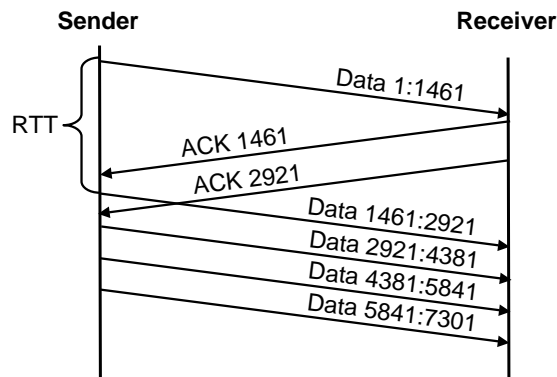 Sender
Receiver
Data 1:1461
RTT
ACK 1461
ACK 2921
Data 1461:2921
Data 2921:4381
Data 4381:5841
Data 5841:7301